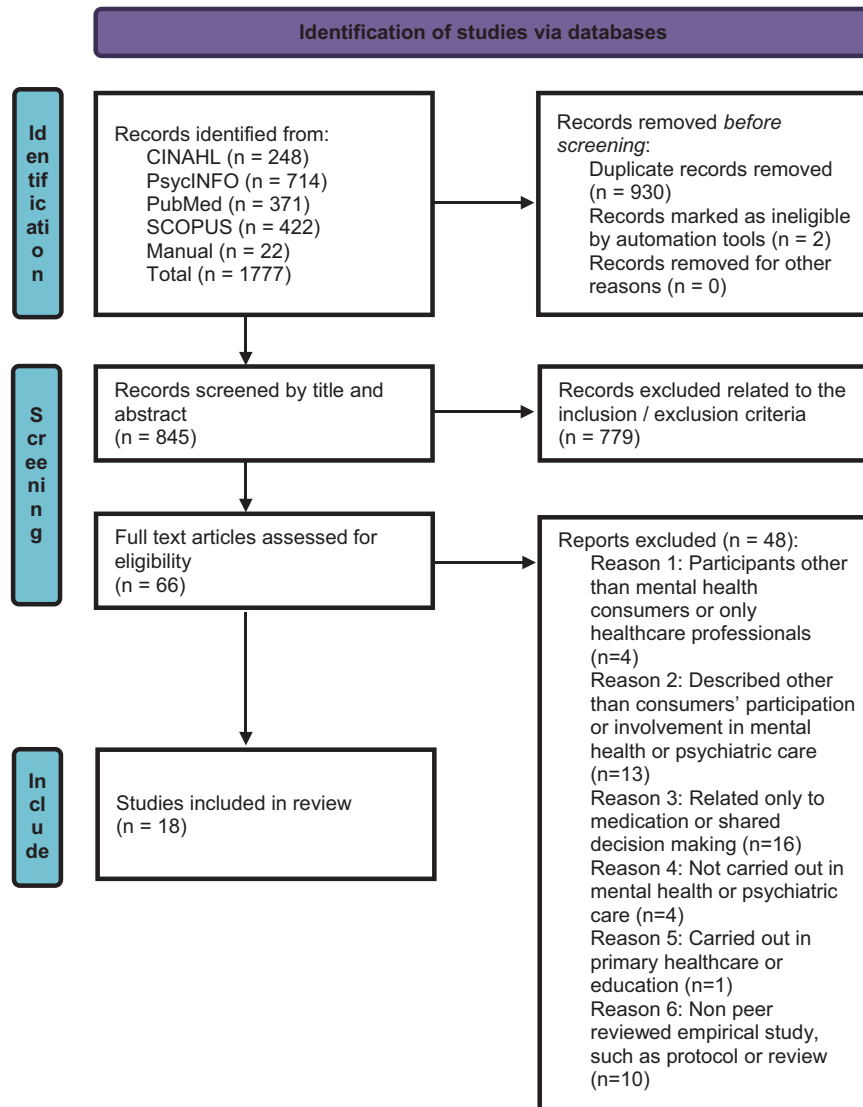 Identification of studies via databases
Id
en
tif
ic
ati
o
n
Records identified from:
CINAHL (n = 248)
PsycINFO (n = 714)
PubMed (n = 371)
SCOPUS (n = 422)
Manual (n = 22)
Total (n = 1777)
Records removed before
screening:
Duplicate records removed
(n = 930)
Records marked as ineligible
by automation tools (n = 2)
Records removed for other
reasons (n = 0)
S
cr
ee
ni
n
g
Records screened by title and
abstract
(n = 845)
Records excluded related to the
inclusion / exclusion criteria
(n = 779)
Full text articles assessed for
eligibility
(n = 66)
Reports excluded (n = 48):
Reason 1: Participants other
than mental health
consumers or only
healthcare professionals
(n=4)
Reason 2: Described other
than consumers’ participation
or involvement in mental
health or psychiatric care
(n=13)
Reason 3: Related only to
medication or shared
decision making (n=16)
Reason 4: Not carried out in
mental health or psychiatric
care (n=4)
Reason 5: Carried out in
primary healthcare or
education (n=1)
Reason 6: Non peer
reviewed empirical study,
such as protocol or review
(n=10)
In
cl
u
de
Studies included in review
(n = 18)